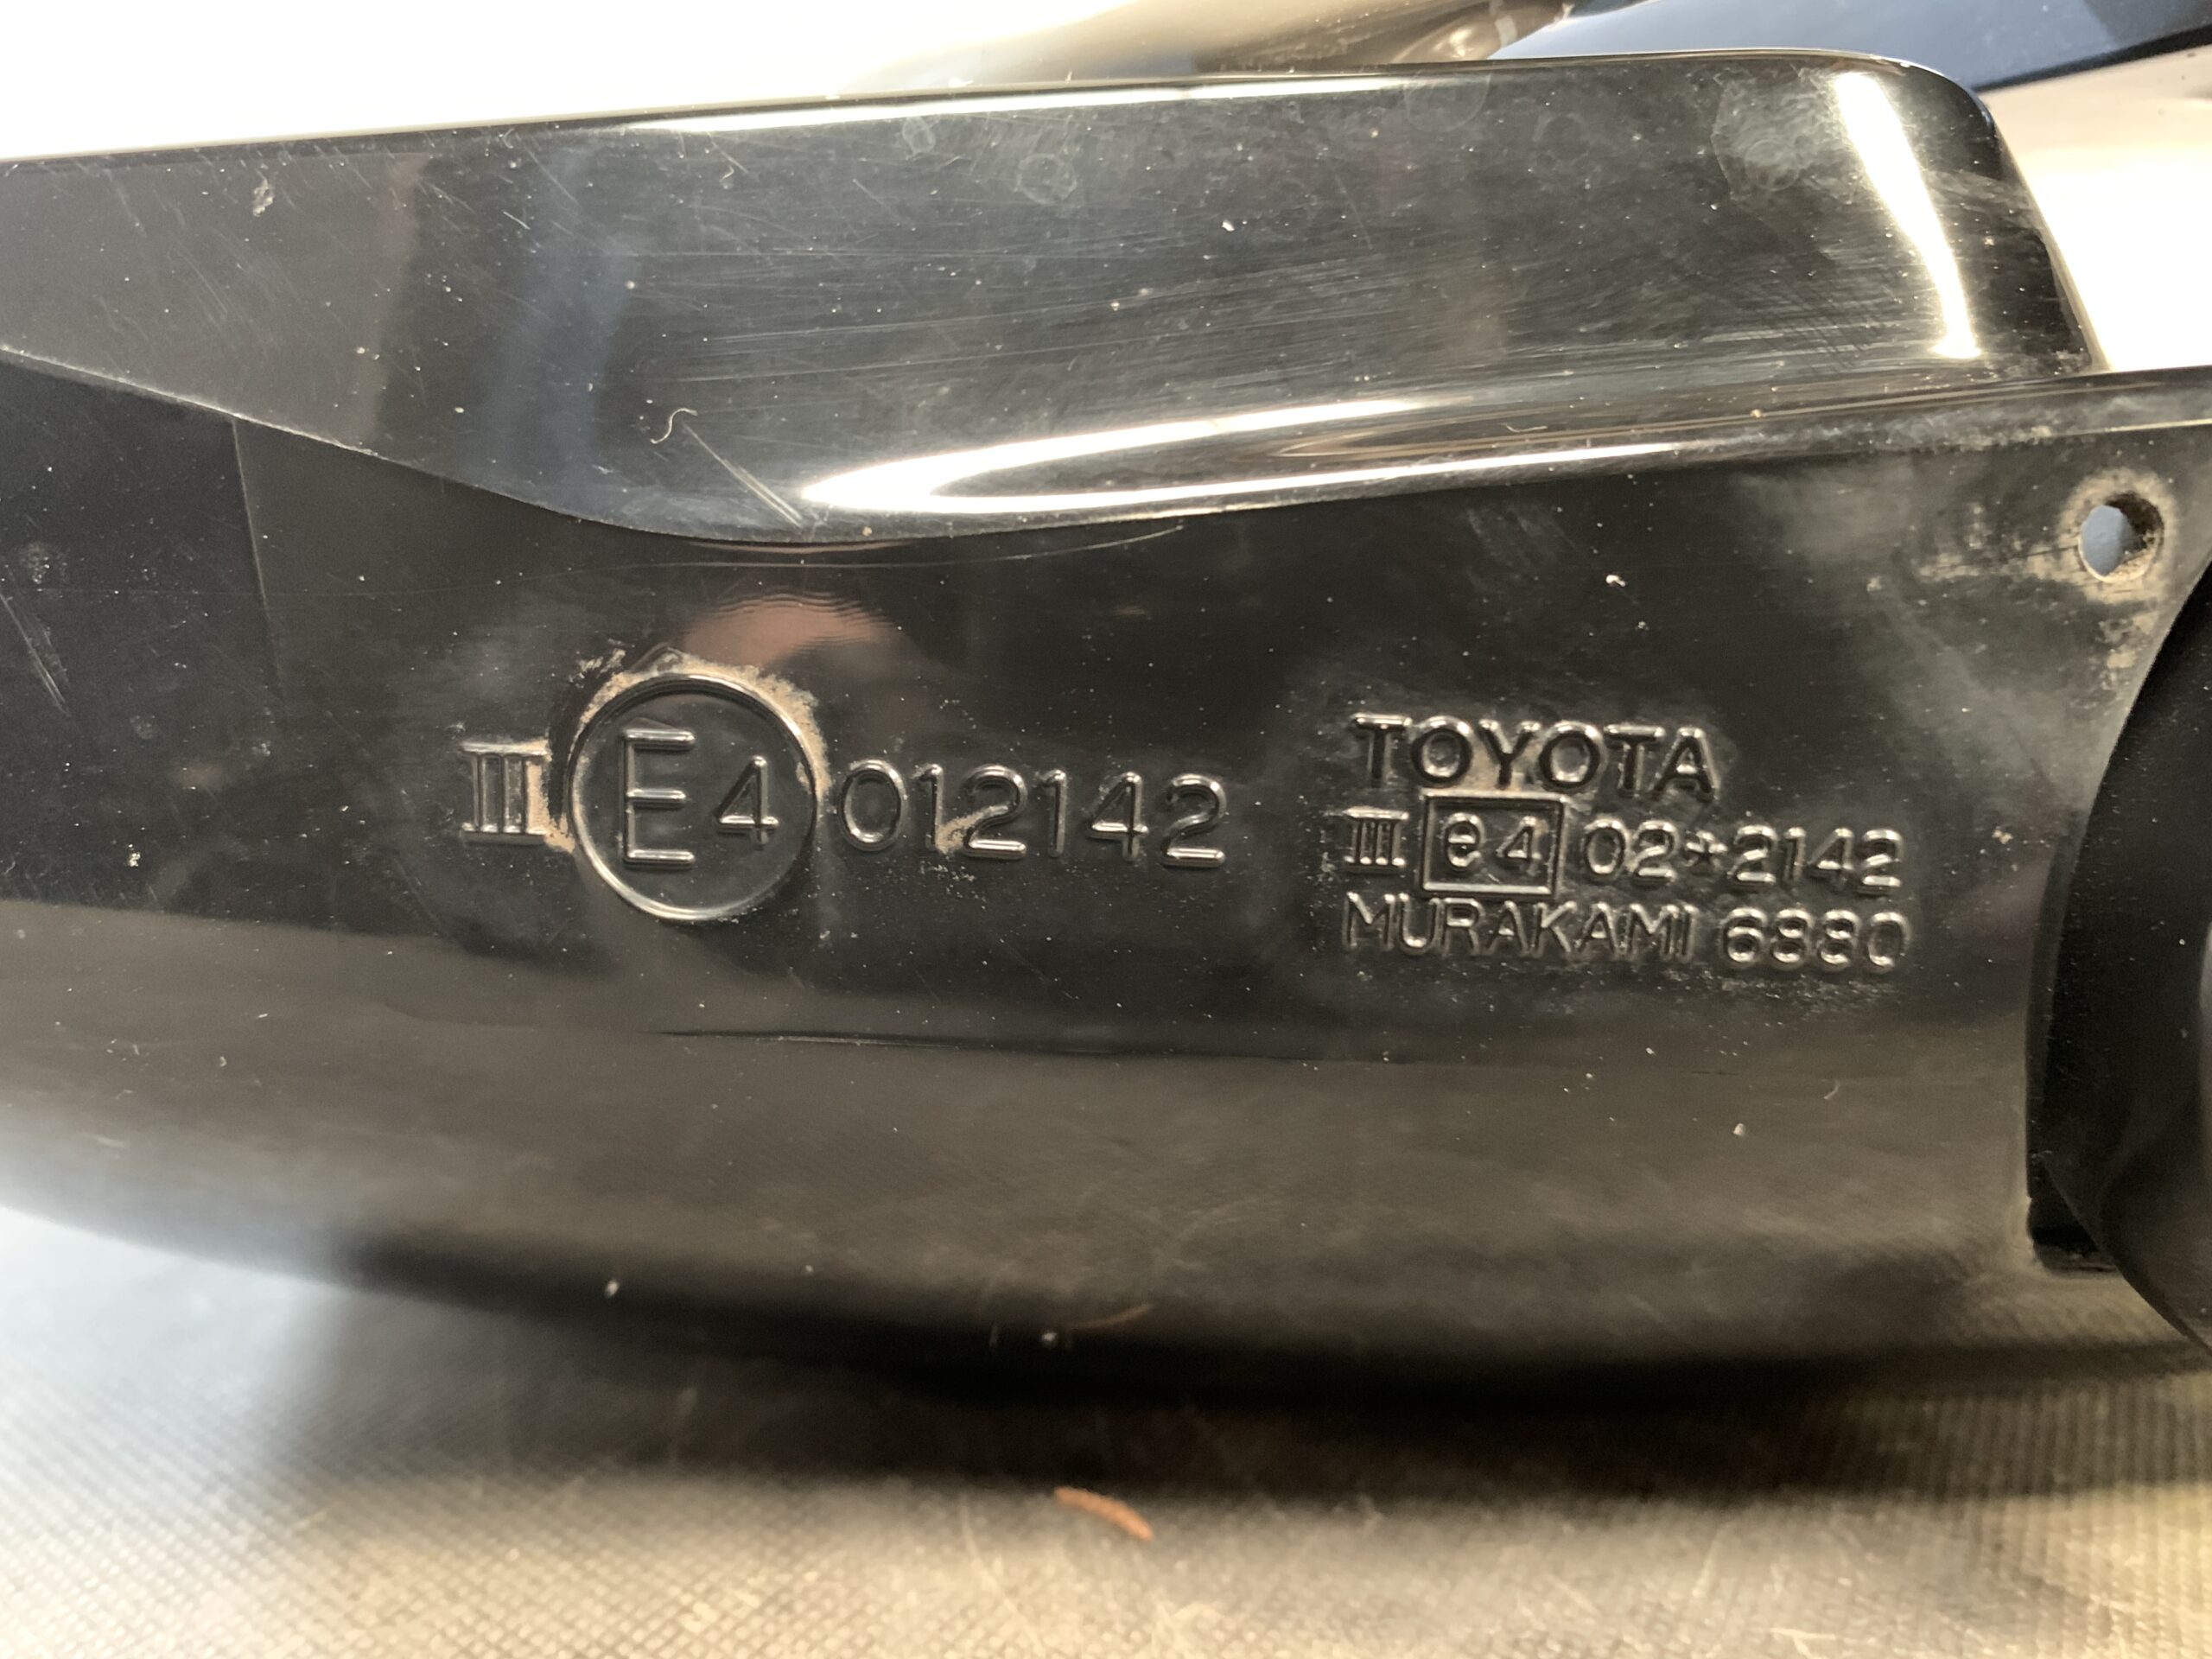 III E4 012142
TOYOTA
III e4 02*2142
MURAKAMI 6880